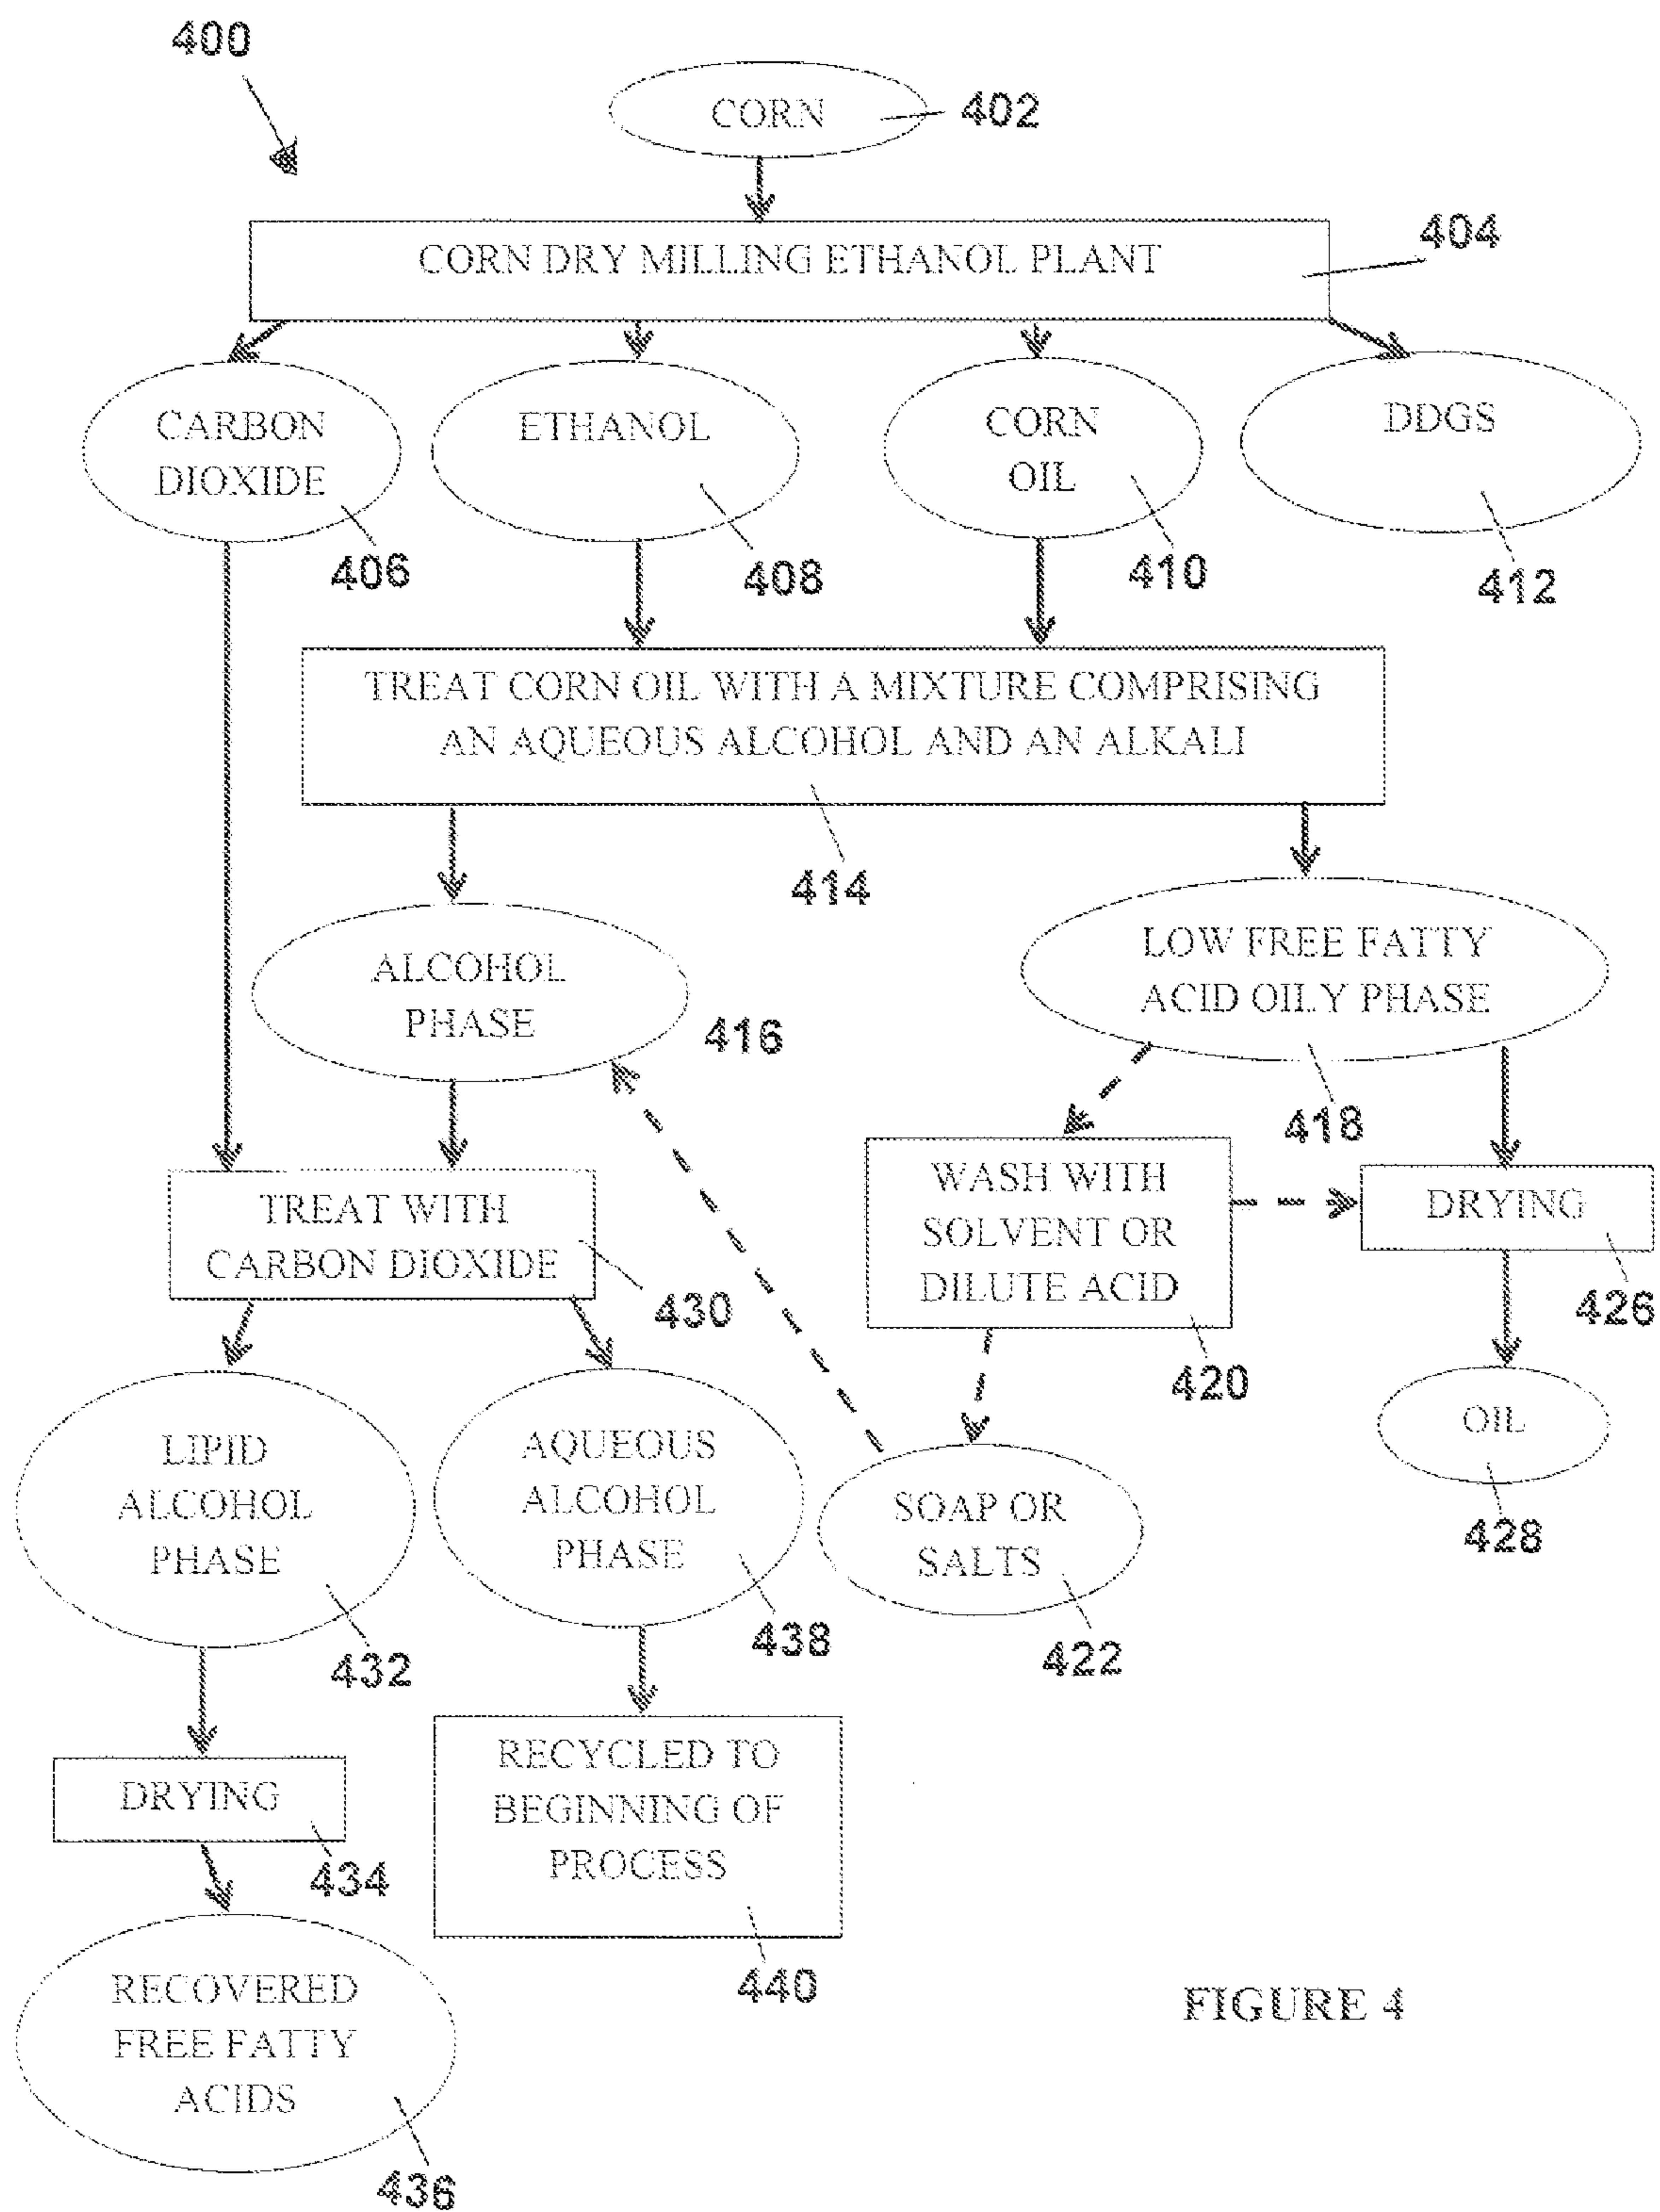 400
CORN
402
CORN DRY MILLING ETHANOL PLANT
404
CARBON
DIOXIDE
406
ETHANOL
408
CORN
OIL
410
DDGS
412
TREAT CORN OIL WITH A MIXTURE COMPRISING
AN AQUEOUS ALCOHOL AND AN ALKALI
414
ALCOHOL
PHASE
416
LOW FREE FATTY
ACID OILY PHASE
418
TREAT WITH
CARBON DIOXIDE
430
WASH WITH
SOLVENT OR
DILUTE ACID
420
DRYING
426
LIPID
ALCOHOL
PHASE
432
AQUEOUS
ALCOHOL
PHASE
438
SOAP OR
SALTS
422
OIL
428
DRYING
434
RECYCLED TO
BEGINNING OF
PROCESS
440
RECOVERED
FREE FATTY
ACIDS
436
FIGURE 4